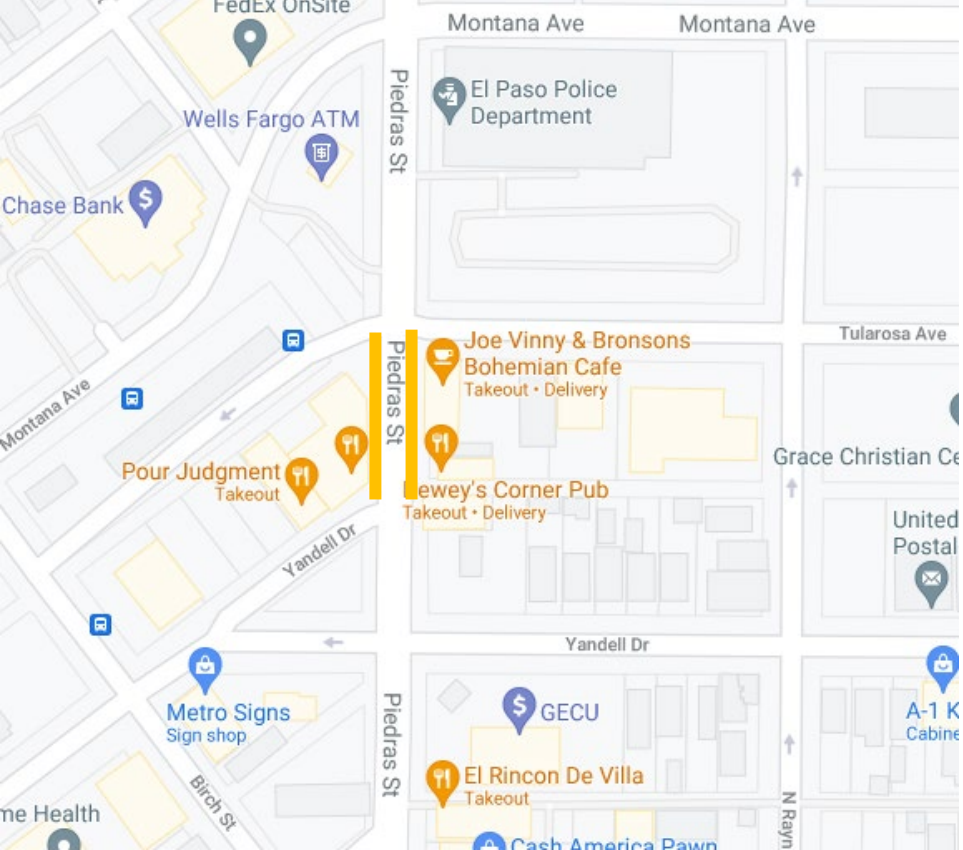 FedEx OnSite
Montana Ave
Montana Ave
Piedras St
El Paso Police
Department
Wells Fargo ATM
Chase Bank
Tularosa Ave
Joe Vinny & Bronsons
Bohemian Cafe
Takeout • Delivery
Piedras St
Montana Ave
Grace Christian Ce
Pour Judgment
Takeout
Dewey's Corner Pub
Takeout • Delivery
United
Postal
Yandell Dr
Yandell Dr
Metro Signs
Sign shop
GECU
Piedras St
A-1 K
Cabine
El Rincon De Villa
Takeout
Birch St
N Rayn
me Health
Cash America Pawn